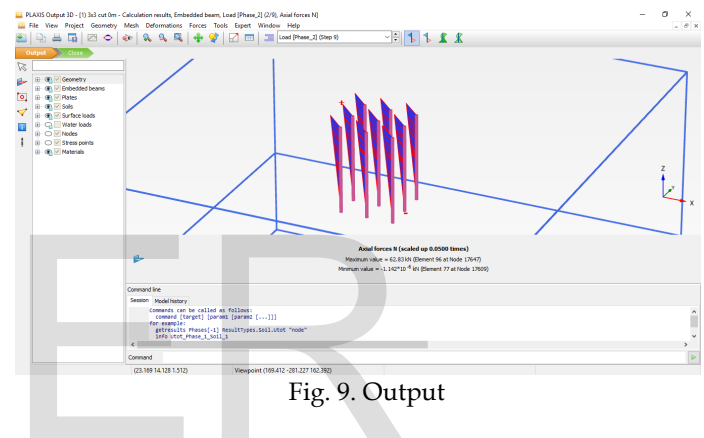 PLAXIS Output 3D - [1] 3x3 cut 0m - Calculation results, Embedded beam, Load [Phase_2] (2/9), Axial forces N]
File View Project Geometry Mesh Deformations Forces Tools Expert Window Help
Load [Phase_2] (Step 9)
Output Close
Geometry
Embedded beams
Plates
Soils
Surface loads
Water loads
Nodes
Stress points
Materials
Z
Y
X
Axial forces N (scaled up 0.0500 times)
Maximum value = 62.83 kN (Element 96 at Node 17647)
Minimum value = -1.142*10⁻⁶ kN (Element 77 at Node 17609)
Command line
Session Model history
Commands can be called as follows:
command [target] [param1 [param2 [...]]]
for example:
getresults Phases[-1] ResultTypes.Soil.Utot "node"
info Utot_Phase_1_Soil_1
Command
(23.169 14.128 1.512) Viewpoint (169.412 -281.227 162.392)
Fig. 9. Output
ER